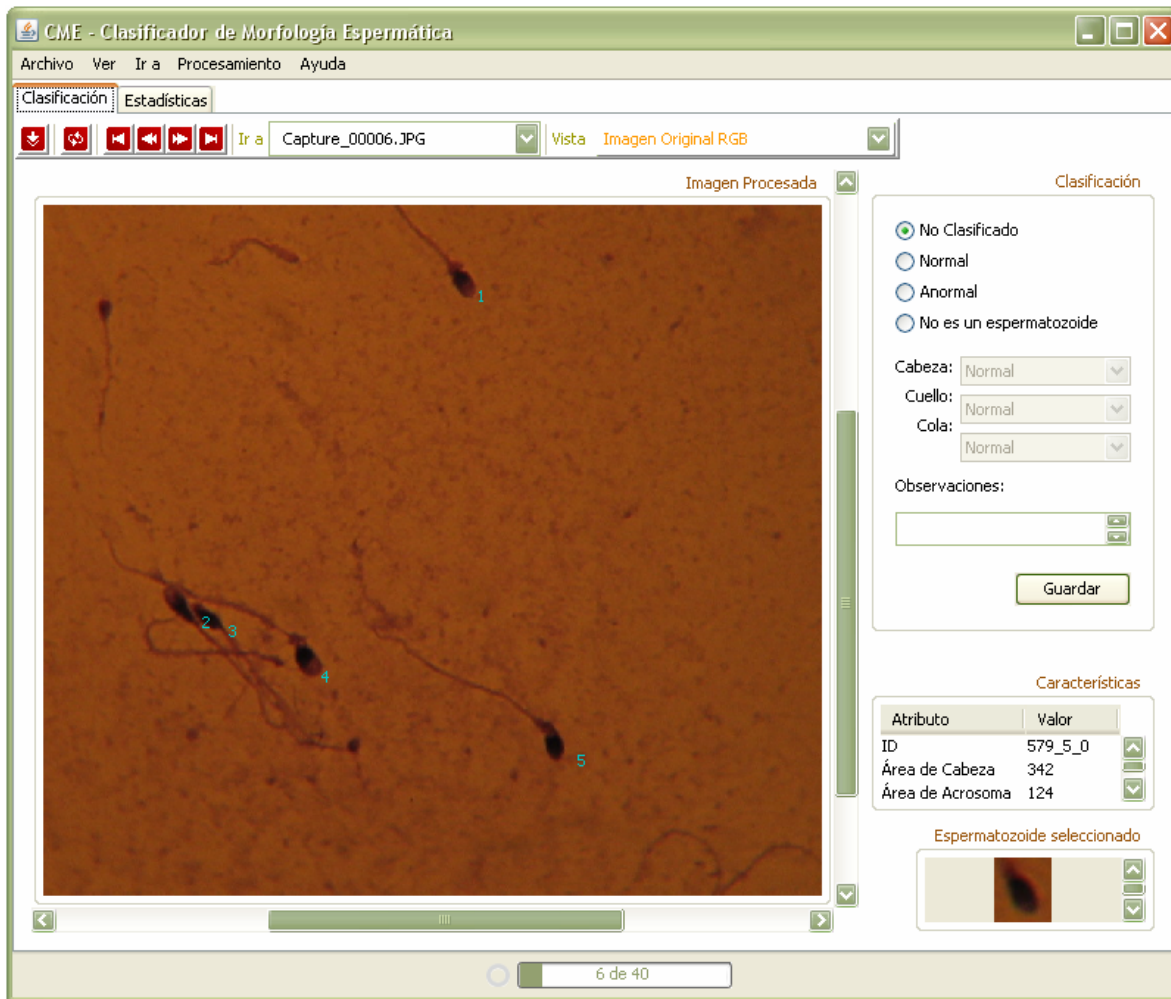 CME - Clasificador de Morfología Espermática
Archivo Ver Ir a Procesamiento Ayuda
Clasificación Estadísticas
Ir a Capture_00006.JPG Vista Imagen Original RGB
Imagen Procesada
1
2
3
4
5
Clasificación
No Clasificado
Normal
Anormal
No es un espermatozoide
Cabeza: Normal
Cuello: Normal
Cola: Normal
Observaciones:
Guardar
Características
Atributo Valor
ID 579_5_0
Área de Cabeza 342
Área de Acrosoma 124
Espermatozoide seleccionado
6 de 40